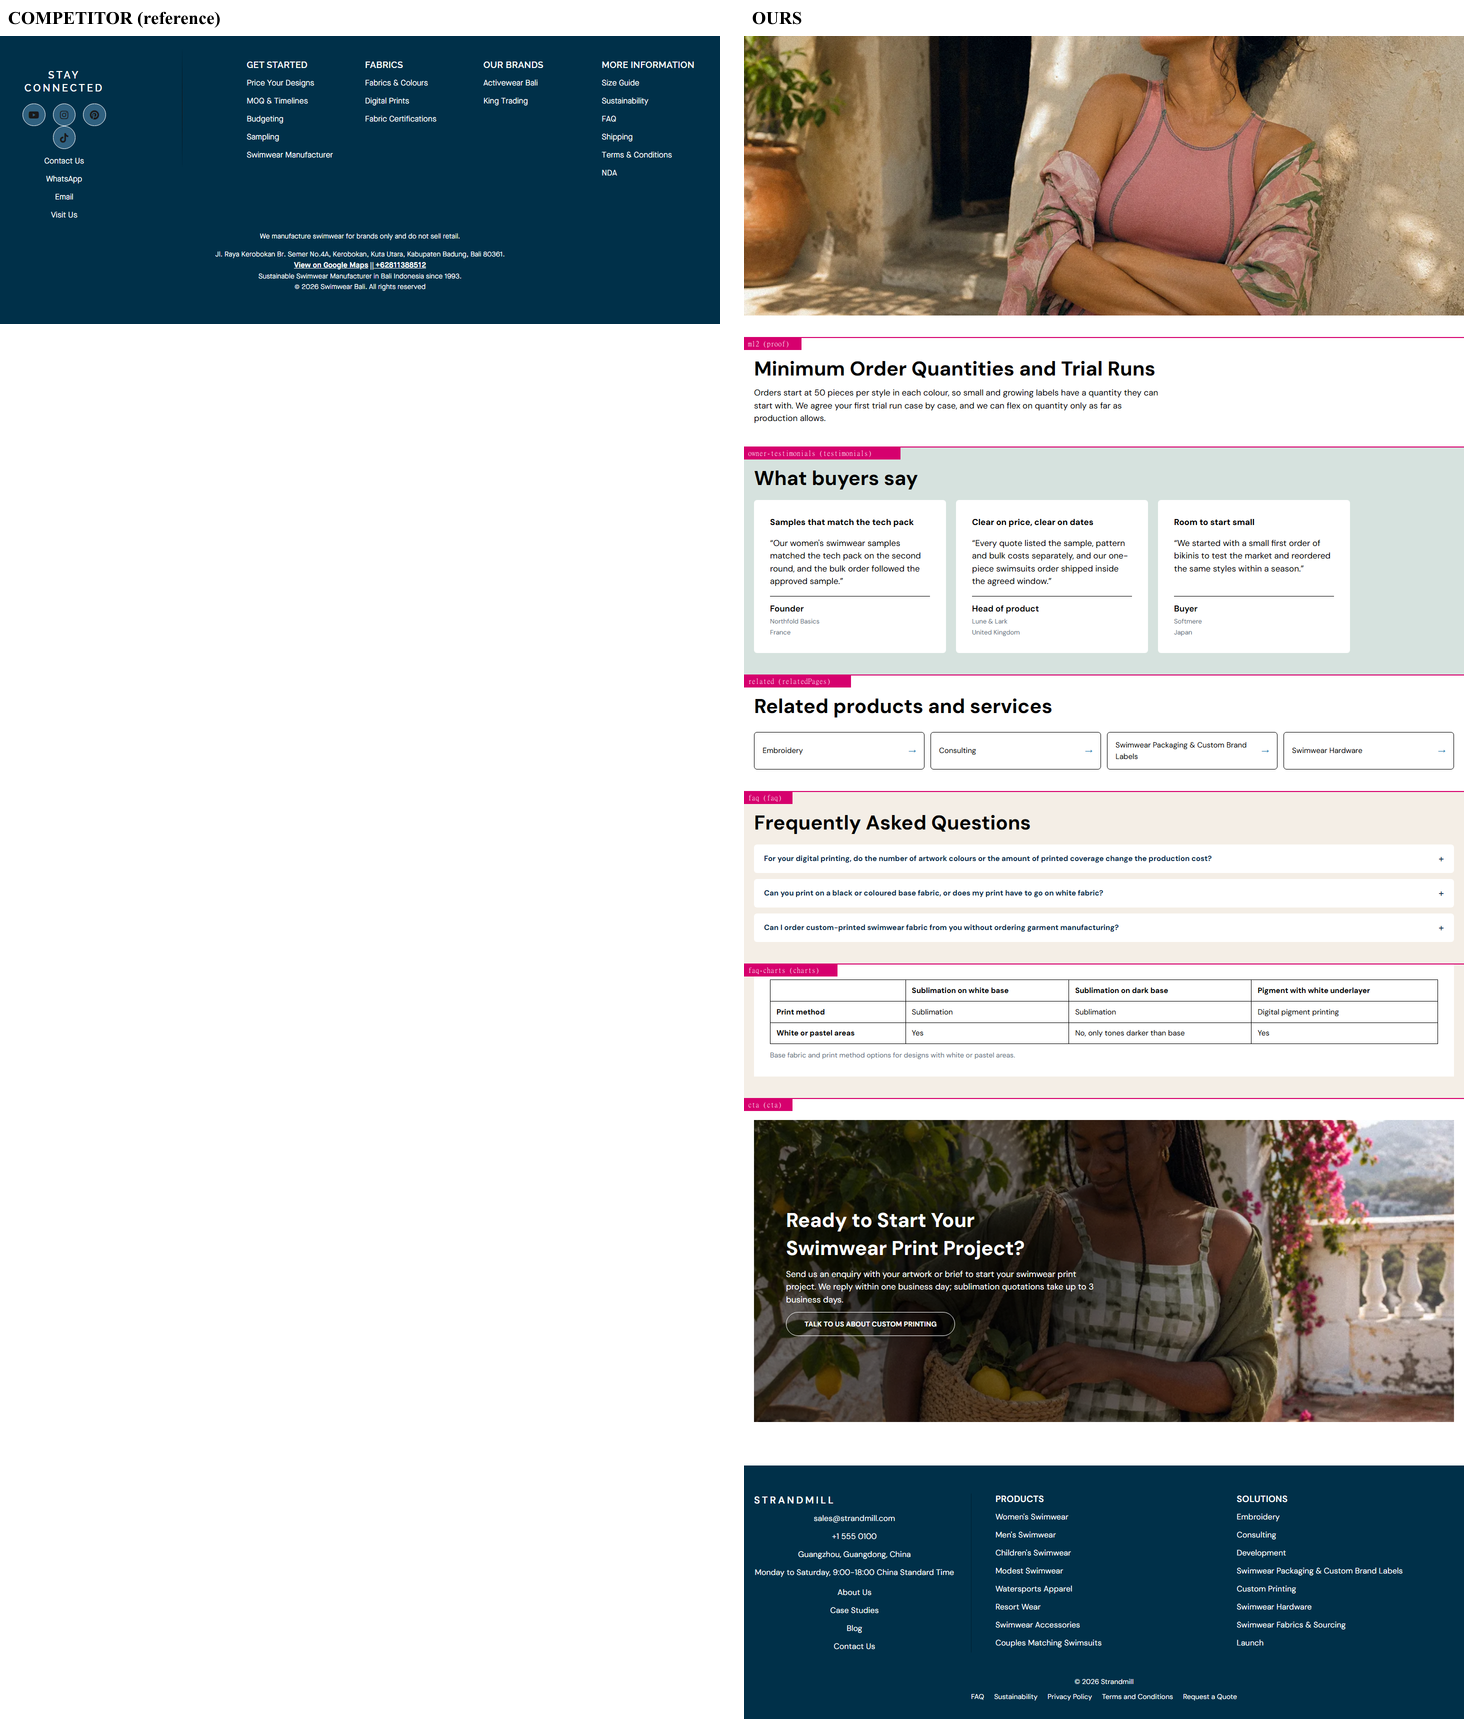 COMPETITOR (reference)
OURS
STAY
CONNECTED
Contact Us
WhatsApp
Email
Visit Us
GET STARTED
Price Your Designs
MOQ & Timelines
Budgeting
Sampling
Swimwear Manufacturer
FABRICS
Fabrics & Colours
Digital Prints
Fabric Certifications
OUR BRANDS
Activewear Bali
King Trading
MORE INFORMATION
Size Guide
Sustainability
FAQ
Shipping
Terms & Conditions
NDA
We manufacture swimwear for brands only and do not sell retail.
Jl. Raya Kerobokan Br. Semer No.4A, Kerobokan, Kuta Utara, Kabupaten Badung, Bali 80361.
View on Google Maps || +62811388512
Sustainable Swimwear Manufacturer in Bali Indonesia since 1993.
© 2026 Swimwear Bali. All rights reserved
m12 (proof)
Minimum Order Quantities and Trial Runs
Orders start at 50 pieces per style in each colour, so small and growing labels have a quantity they can
start with. We agree your first trial run case by case, and we can flex on quantity only as far as
production allows.
owner-testimonials (testimonials)
What buyers say
Samples that match the tech pack
“Our women's swimwear samples
matched the tech pack on the second
round, and the bulk order followed the
approved sample.”
Founder
Northfold Basics
France
Clear on price, clear on dates
“Every quote listed the sample, pattern
and bulk costs separately, and our one-
piece swimsuits order shipped inside
the agreed window.”
Head of product
Lune & Lark
United Kingdom
Room to start small
“We started with a small first order of
bikinis to test the market and reordered
the same styles within a season.”
Buyer
Softmere
Japan
related (relatedPages)
Related products and services
Embroidery →
Consulting →
Swimwear Packaging & Custom Brand
Labels →
Swimwear Hardware →
faq (faq)
Frequently Asked Questions
For your digital printing, do the number of artwork colours or the amount of printed coverage change the production cost? +
Can you print on a black or coloured base fabric, or does my print have to go on white fabric? +
Can I order custom-printed swimwear fabric from you without ordering garment manufacturing? +
faq-charts (charts)
Sublimation on white base Sublimation on dark base Pigment with white underlayer
Print method Sublimation Sublimation Digital pigment printing
White or pastel areas Yes No, only tones darker than base Yes
Base fabric and print method options for designs with white or pastel areas.
cta (cta)
Ready to Start Your
Swimwear Print Project?
Send us an enquiry with your artwork or brief to start your swimwear print
project. We reply within one business day; sublimation quotations take up to 3
business days.
TALK TO US ABOUT CUSTOM PRINTING
STRANDMILL
sales@strandmill.com
+1 555 0100
Guangzhou, Guangdong, China
Monday to Saturday, 9:00-18:00 China Standard Time
About Us
Case Studies
Blog
Contact Us
PRODUCTS
Women's Swimwear
Men's Swimwear
Children's Swimwear
Modest Swimwear
Watersports Apparel
Resort Wear
Swimwear Accessories
Couples Matching Swimsuits
SOLUTIONS
Embroidery
Consulting
Development
Swimwear Packaging & Custom Brand Labels
Custom Printing
Swimwear Hardware
Swimwear Fabrics & Sourcing
Launch
© 2026 Strandmill
FAQ Sustainability Privacy Policy Terms and Conditions Request a Quote